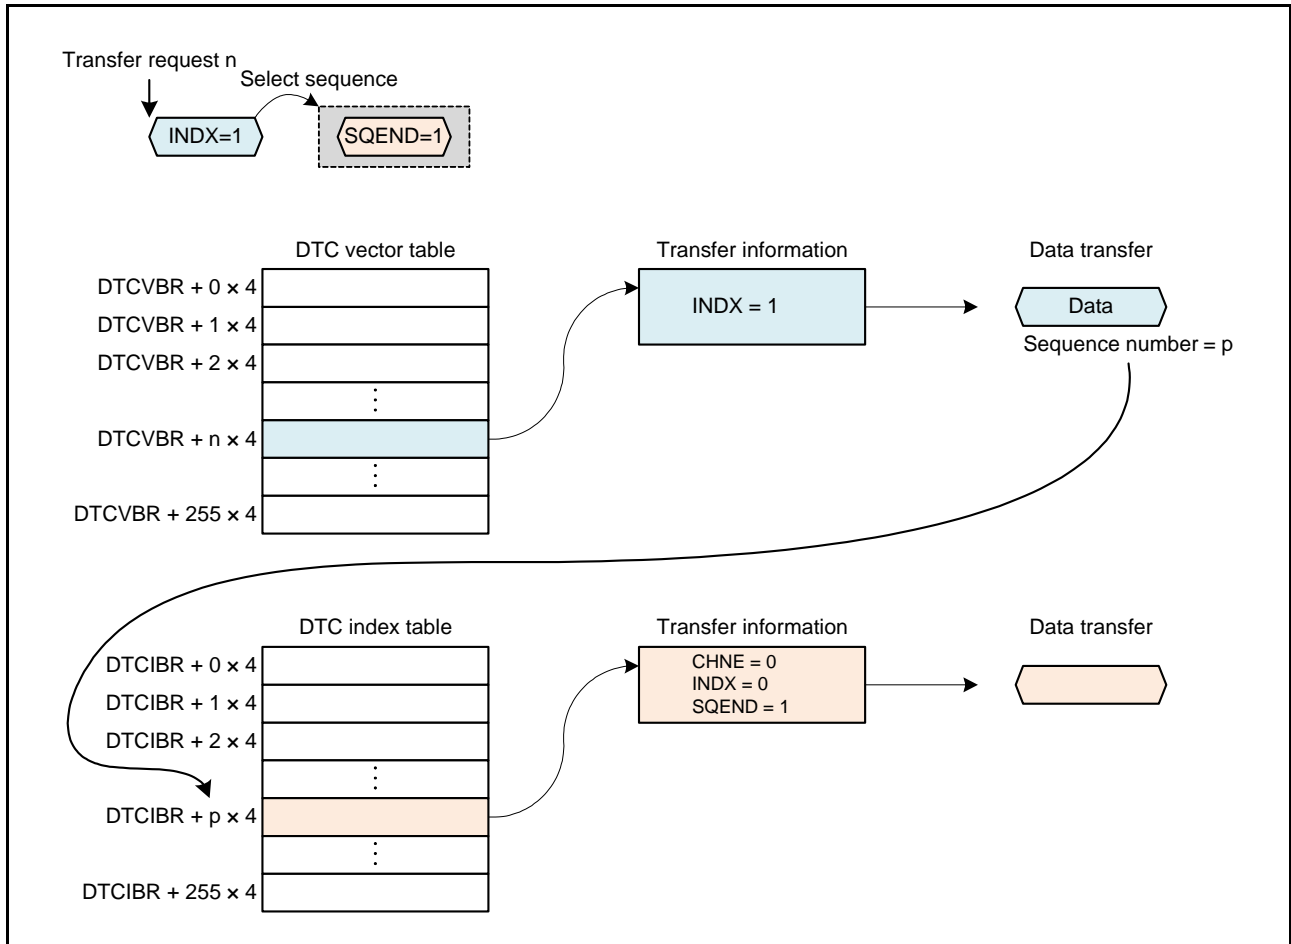 Transfer request n
Select sequence
INDX=1
SQEND=1
DTC vector table
Transfer information
Data transfer
DTCVBR + 0 × 4
DTCVBR + 1 × 4
DTCVBR + 2 × 4
⋮
DTCVBR + n × 4
⋮
DTCVBR + 255 × 4
INDX = 1
Data
Sequence number = p
DTC index table
Transfer information
Data transfer
DTCIBR + 0 × 4
DTCIBR + 1 × 4
DTCIBR + 2 × 4
⋮
DTCIBR + p × 4
⋮
DTCIBR + 255 × 4
CHNE = 0
INDX = 0
SQEND = 1